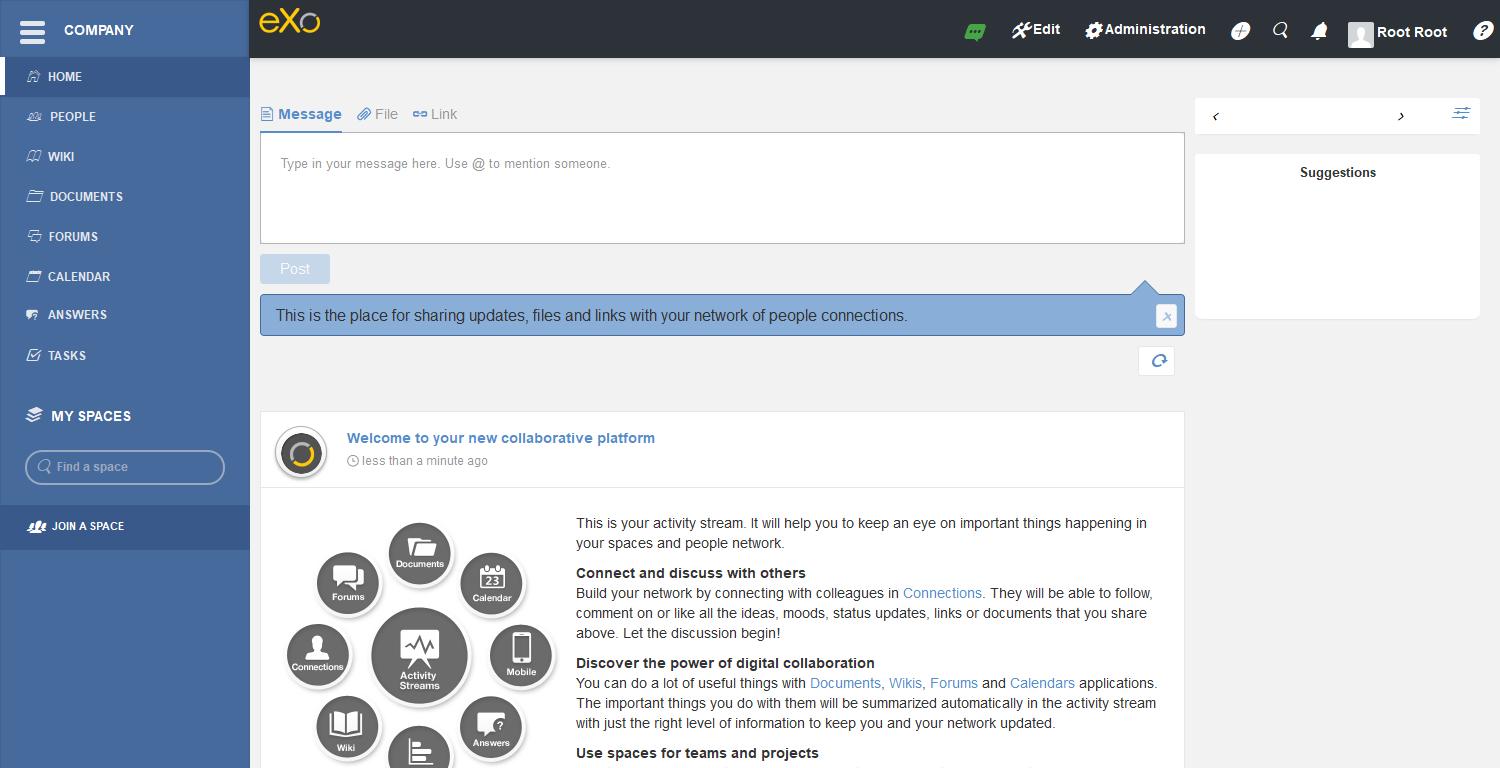 COMPANY
eXo
Edit
Administration
Root Root
?
HOME
PEOPLE
WIKI
DOCUMENTS
FORUMS
CALENDAR
ANSWERS
TASKS
MY SPACES
Find a space
JOIN A SPACE
Message
File
Link
Type in your message here. Use @ to mention someone.
Post
This is the place for sharing updates, files and links with your network of people connections.
x
Suggestions
Welcome to your new collaborative platform
less than a minute ago
Documents
Forums
23
Calendar
Connections
Activity
Streams
Mobile
Wiki
?
Answers
This is your activity stream. It will help you to keep an eye on important things happening in
your spaces and people network.
Connect and discuss with others
Build your network by connecting with colleagues in Connections. They will be able to follow,
comment on or like all the ideas, moods, status updates, links or documents that you share
above. Let the discussion begin!
Discover the power of digital collaboration
You can do a lot of useful things with Documents, Wikis, Forums and Calendars applications.
The important things you do with them will be summarized automatically in the activity stream
with just the right level of information to keep you and your network updated.
Use spaces for teams and projects